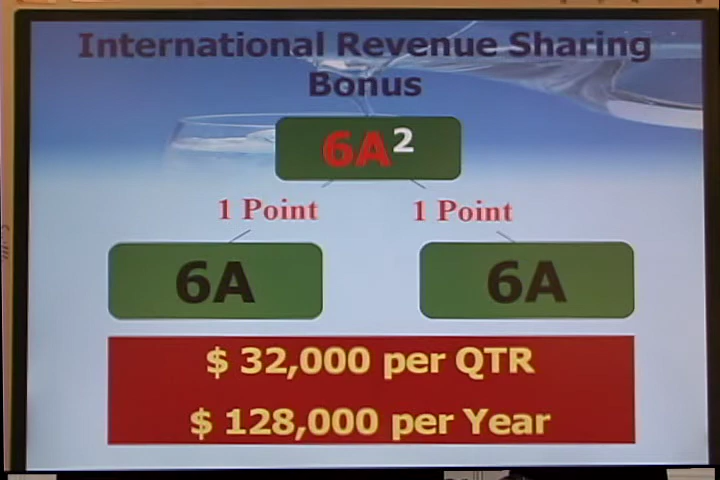 International Revenue Sharing
Bonus
6A²
1 Point 1 Point
6A 6A
$ 32,000 per QTR
$ 128,000 per Year